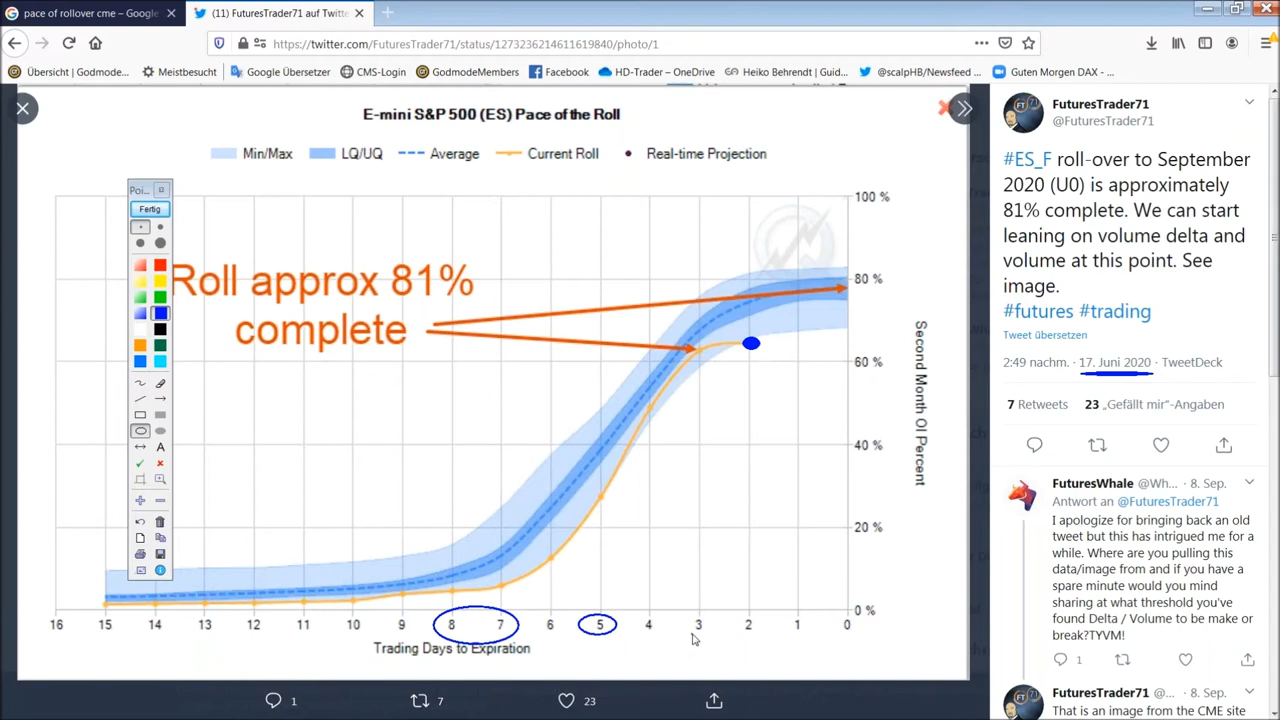 pace of rollover cme – Google
(11) FuturesTrader71 auf Twitte
https://twitter.com/FuturesTrader71/status/1273236214611619840/photo/1
Übersicht | Godmode... Meistbesucht Google Übersetzer CMS-Login GodmodeMembers Facebook HD-Trader – OneDrive Heiko Behrendt | Guid... @scalpHB/Newsfeed ... Guten Morgen DAX - ...
E-mini S&P 500 (ES) Pace of the Roll
Min/Max LQ/UQ Average Current Roll Real-time Projection
Poi...
Fertig
A
Roll approx 81%
complete
100 %
80 %
60 %
40 %
20 %
0 %
Second Month OI Percent
16 15 14 13 12 11 10 9 8 7 6 5 4 3 2 1 0
Trading Days to Expiration
1 7 23
FT 71
FuturesTrader71
@FuturesTrader71
#ES_F roll-over to September
2020 (U0) is approximately
81% complete. We can start
leaning on volume delta and
volume at this point. See
image.
#futures #trading
Tweet übersetzen
2:49 nachm. · 17. Juni 2020 · TweetDeck
7 Retweets 23 „Gefällt mir“-Angaben
FuturesWhale @Wh... · 8. Sep.
Antwort an @FuturesTrader71
I apologize for bringing back an old
tweet but this has intrigued me for a
while. Where are you pulling this
data/image from and if you have a
spare minute would you mind
sharing at what threshold you've
found Delta / Volume to be make or
break?TYVM!
1
FuturesTrader71 @... · 8. Sep.
That is an image from the CME site